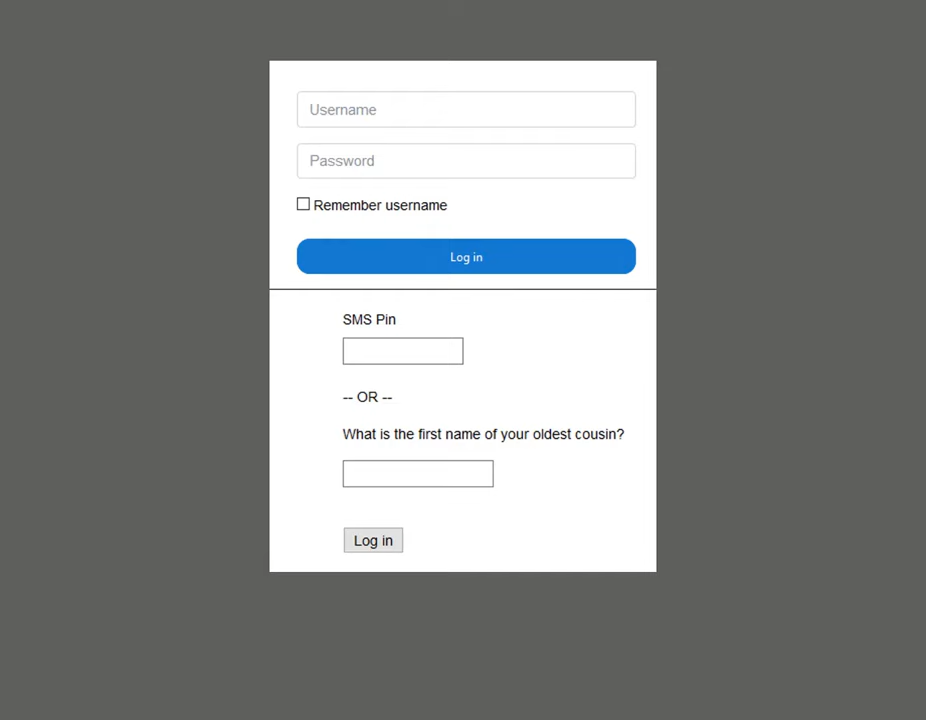 Username
Password
Remember username
Log in
SMS Pin
-- OR --
What is the first name of your oldest cousin?
Log in